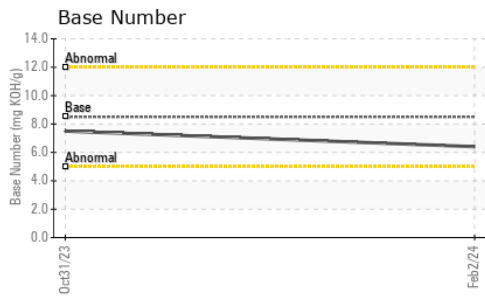 Base Number
Base Number (mg KOH/g)
14.0
12.0
10.0
8.0
6.0
4.0
2.0
0.0
Abnormal
Base
Abnormal
Oct31/23
Feb2/24